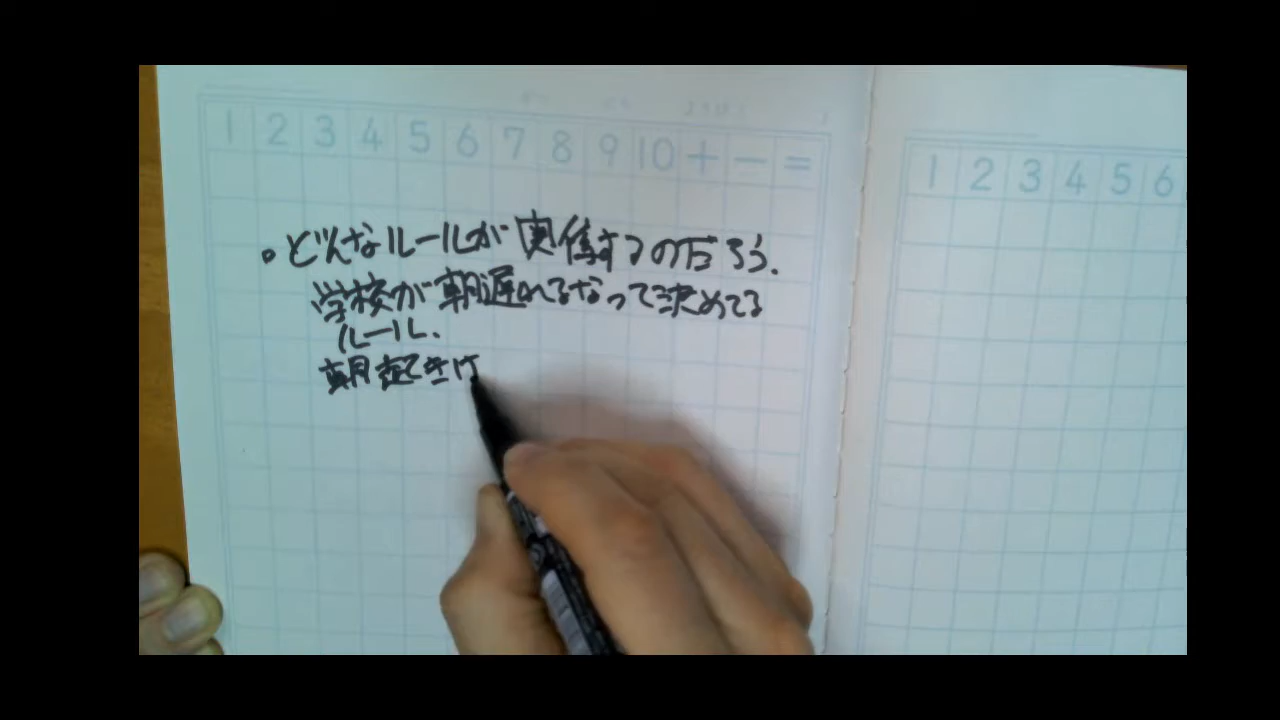 1 2 3 4 5 6 7 8 9 10 + - =
1 2 3 4 5 6
。どんなルールが関係するのだろう.
学校が朝遅れるなって決めてる
ルール.
朝起きけ